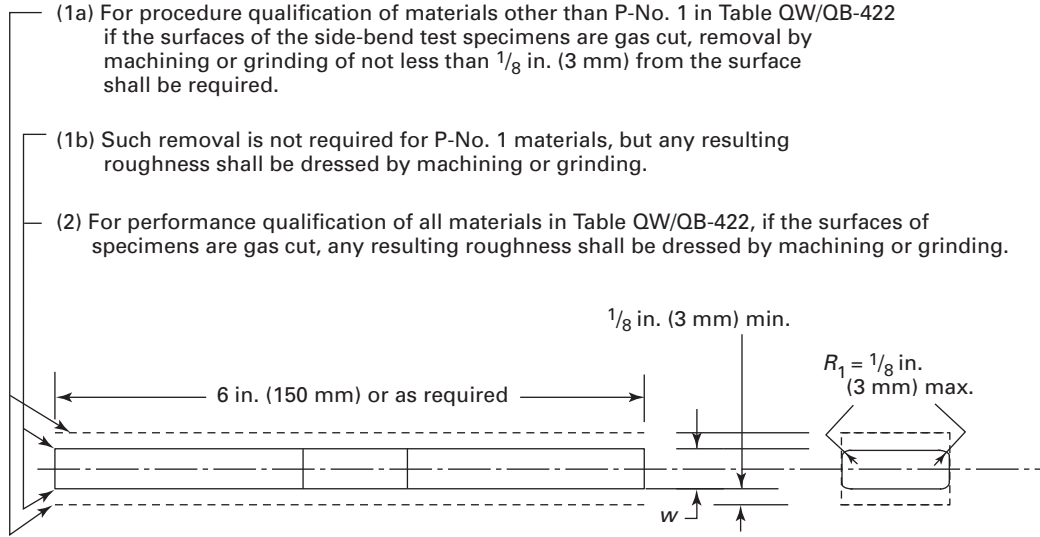 (1a) For procedure qualification of materials other than P-No. 1 in Table QW/QB-422
if the surfaces of the side-bend test specimens are gas cut, removal by
machining or grinding of not less than 1/8 in. (3 mm) from the surface
shall be required.
(1b) Such removal is not required for P-No. 1 materials, but any resulting
roughness shall be dressed by machining or grinding.
(2) For performance qualification of all materials in Table QW/QB-422, if the surfaces of
specimens are gas cut, any resulting roughness shall be dressed by machining or grinding.
1/8 in. (3 mm) min.
R1 = 1/8 in.
(3 mm) max.
6 in. (150 mm) or as required
w